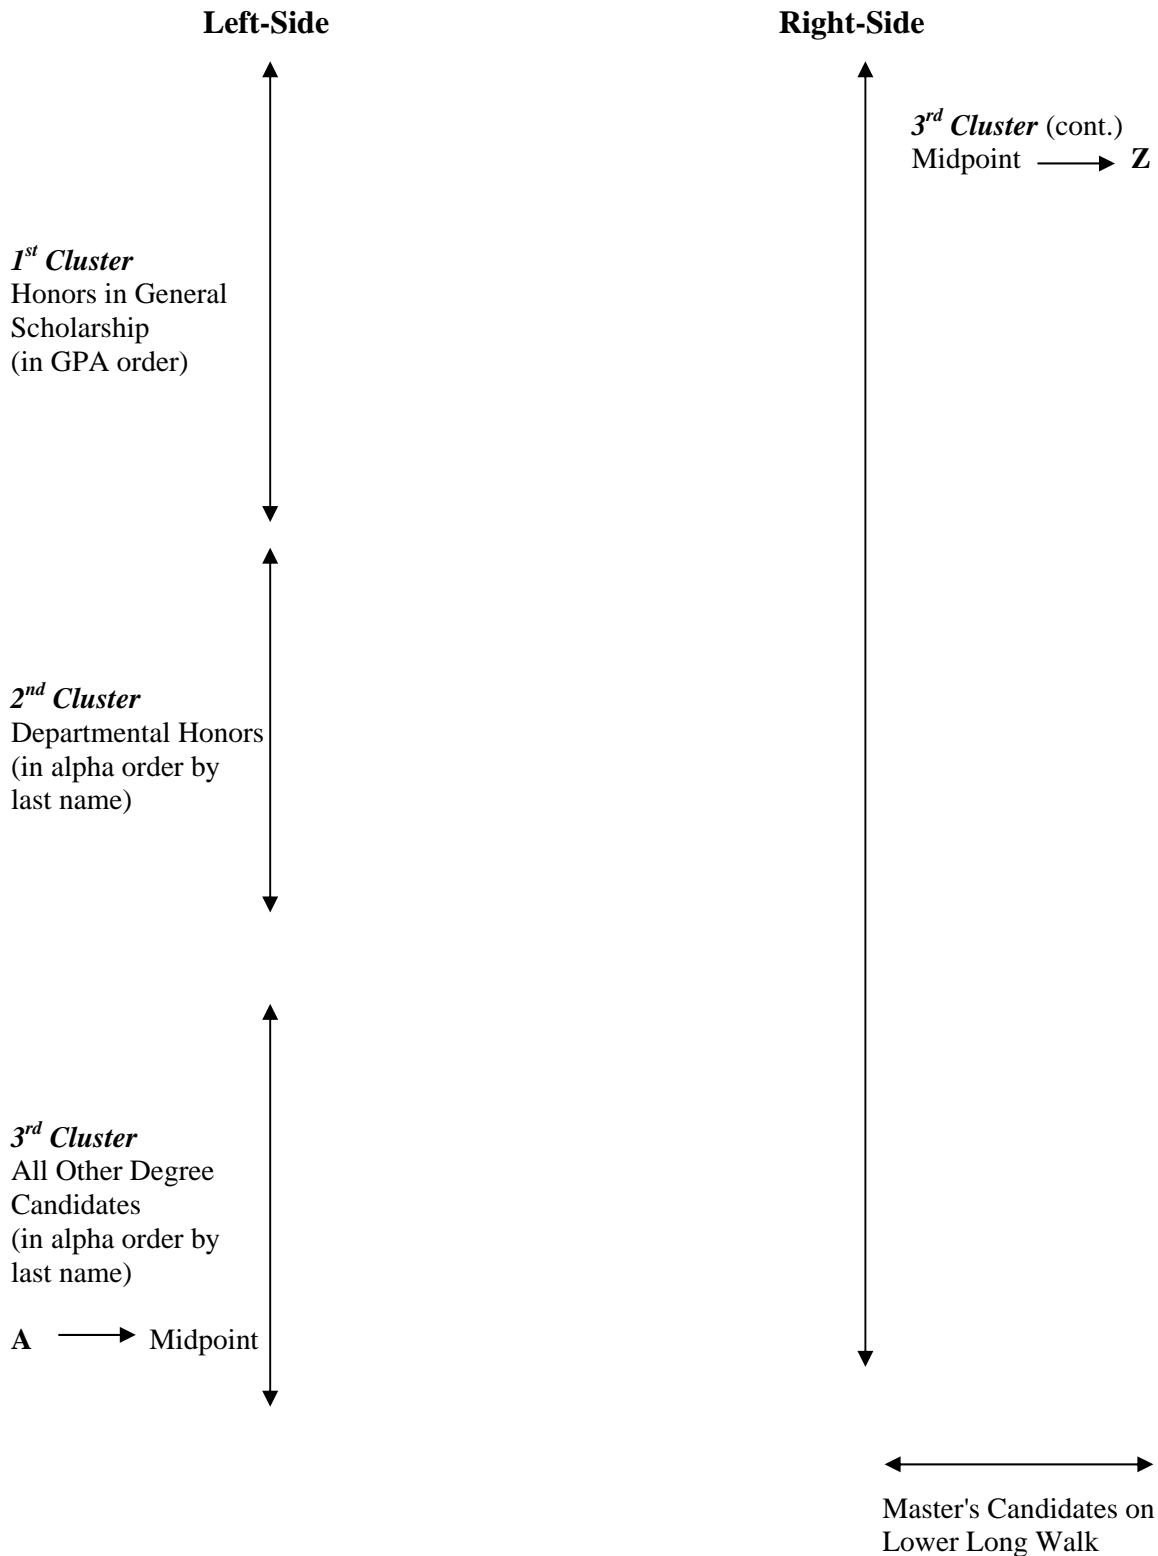 Left-Side
Right-Side
3rd Cluster (cont.)
Midpoint Z
1st Cluster
Honors in General
Scholarship
(in GPA order)
2nd Cluster
Departmental Honors
(in alpha order by
last name)
3rd Cluster
All Other Degree
Candidates
(in alpha order by
last name)
A Midpoint
Master's Candidates on
Lower Long Walk